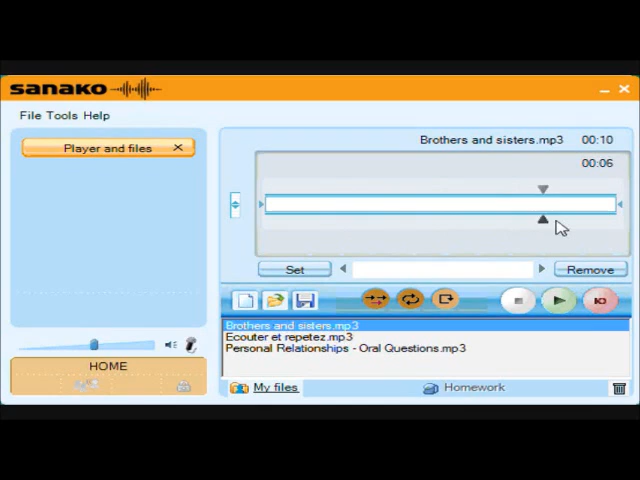 sanako
File Tools Help
Player and files
Brothers and sisters.mp3 00:10
00:06
Set
Remove
Brothers and sisters.mp3
Ecouter et repetez.mp3
Personal Relationships - Oral Questions.mp3
HOME
My files
Homework